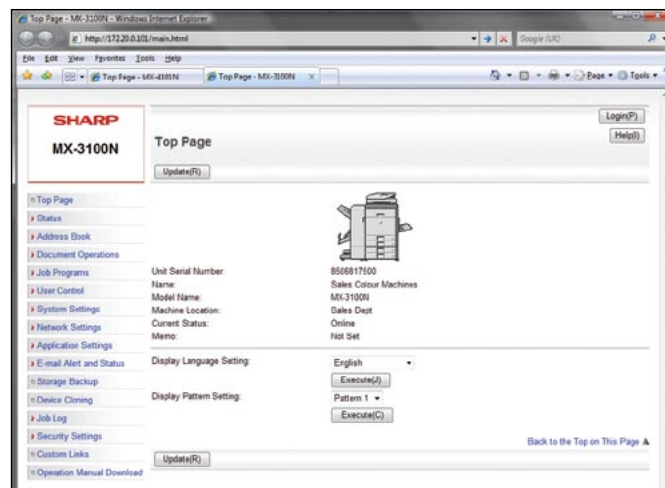 Top Page - MX-3100N - Windows Internet Explorer
http://172.20.0.101/main.html
Google (UK)
File Edit View Favorites Tools Help
Top Page - MX-4101N
Top Page - MX-3100N
Page
Tools
SHARP
MX-3100N
Top Page
Login(P)
Help(I)
Update(R)
Top Page
Status
Address Book
Document Operations
Job Programs
User Control
System Settings
Network Settings
Application Settings
E-mail Alert and Status
Storage Backup
Device Cloning
Job Log
Security Settings
Custom Links
Operation Manual Download
Unit Serial Number: 8506817500
Name: Sales Colour Machines
Model Name: MX-3100N
Machine Location: Sales Dept
Current Status: Online
Memo: Not Set
Display Language Setting: English
Execute(J)
Display Pattern Setting: Pattern 1
Execute(C)
Back to the Top on This Page
Update(R)